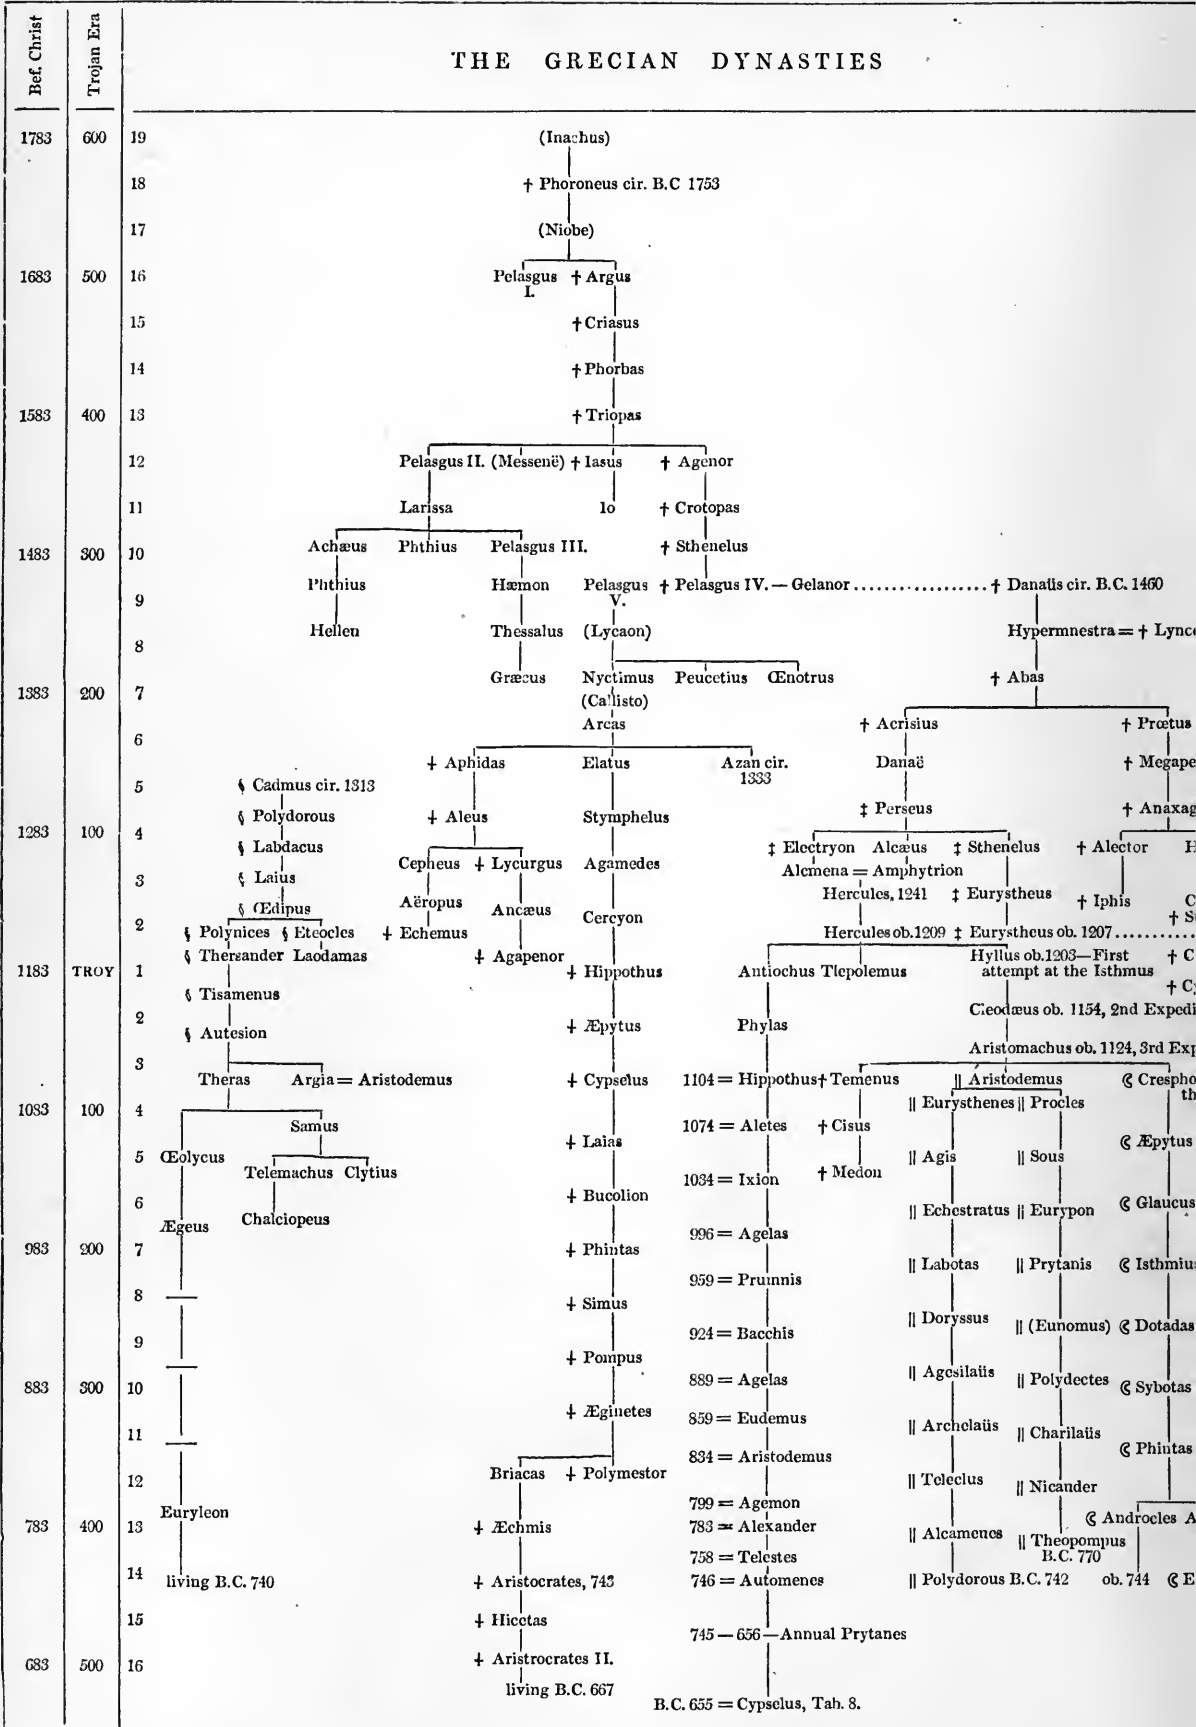 Bef. Christ
Trojan Era
THE GRECIAN DYNASTIES
1783 600 19 (Inachus)
18 † Phoroneus cir. B.C 1753
17 (Niobe)
1683 500 16 Pelasgus † Argus
I.
15 † Criasus
14 † Phorbas
1583 400 13 † Triopas
12 Pelasgus II. (Messenë) † Iasus † Agenor
11 Larissa Io † Crotopas
1483 300 10 Achæus Phthius Pelasgus III. † Sthenelus
Phthius Hæmon Pelasgus † Pelasgus IV. — Gelanor ................. † Danaüs cir. B.C. 1460
9 V.
Hellen Thessalus (Lycaon) Hypermnestra = † Lync
8
Græcus Nyctimus Peucetius Œnotrus † Abas
1383 200 7 (Callisto)
Arcas † Acrisius † Prœtus
6
⸸ Aphidas Elatus Azan cir. Danaë † Megape
1333
5 § Cadmus cir. 1313
§ Polydorous ⸸ Aleus Stymphelus ‡ Perseus † Anaxag
1283 100 4
§ Labdacus ‡ Electryon Alcæus ‡ Sthenelus † Alector H
Cepheus ⸸ Lycurgus Agamedes Alcmena = Amphytrion
3 § Laius
Aëropus Ancæus Hercules, 1241 ‡ Eurystheus † Iphis C
§ Œdipus Cercyon † S
2 § Polynices § Eteocles ⸸ Echemus Hercules ob. 1209 ‡ Eurystheus ob. 1207 ..........
§ Thersander Laodamas ⸸ Agapenor Hyllus ob. 1203—First † C
1183 TROY 1 ⸸ Hippothus Antiochus Tlepolemus attempt at the Isthmus
§ Tisamenus † Cy
2 Cleodæus ob. 1154, 2nd Expedi
§ Autesion ⸸ Æpytus Phylas
Aristomachus ob. 1124, 3rd Exp
3
Theras Argia = Aristodemus ⸸ Cypselus 1104 = Hippothus † Temenus || Aristodemus ☾ Crespho
th
1083 100 4 || Eurysthenes || Procles
Samus ⸸ Laias 1074 = Aletes † Cisus ☾ Æpytus
5 Œolycus Telemachus Clytius || Agis || Sous
1034 = Ixion † Medon
6 ⸸ Bucolion ☾ Glaucus
Ægeus Chalciopeus || Echestratus || Eurypon
996 = Agelas
983 200 7 ⸸ Phintas || Labotas || Prytanis ☾ Isthmius
959 = Prumnis
8 ⸸ Simus
|| Doryssus || (Eunomus) ☾ Dotadas
924 = Bacchis
9 ⸸ Pompus
|| Agesilaüs || Polydectes ☾ Sybotas
883 300 10 889 = Agelas
⸸ Æginetes 859 = Eudemus
11 || Archelaüs || Charilaüs
834 = Aristodemus ☾ Phintas
12 Briacas ⸸ Polymestor || Teleclus || Nicander
799 = Agemon
Euryleon ☾ Androcles A
783 400 13 ⸸ Æchmis 783 = Alexander || Alcamenes || Theopompus
758 = Telestes B.C. 770
14 living B.C. 740 ⸸ Aristocrates, 743 746 = Automenes || Polydorous B.C. 742 ob. 744 ☾ E
15 ⸸ Hicetas
745 — 656 — Annual Prytanes
683 500 16 ⸸ Aristrocrates II.
living B.C. 667
B.C. 655 = Cypselus, Tab. 8.